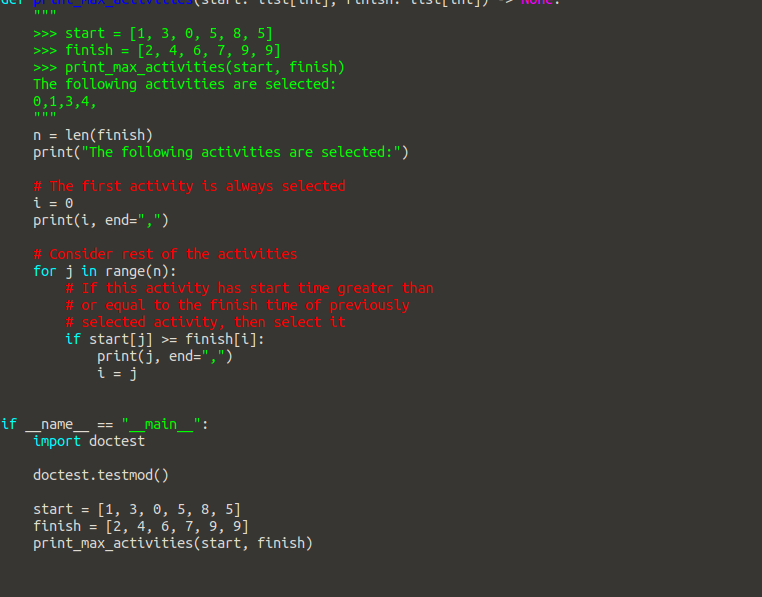 def print_max_activities(start: list[int], finish: list[int]) -> None:
    """
    >>> start = [1, 3, 0, 5, 8, 5]
    >>> finish = [2, 4, 6, 7, 9, 9]
    >>> print_max_activities(start, finish)
    The following activities are selected:
    0,1,3,4,
    """
    n = len(finish)
    print("The following activities are selected:")

    # The first activity is always selected
    i = 0
    print(i, end=",")

    # Consider rest of the activities
    for j in range(n):
        # If this activity has start time greater than
        # or equal to the finish time of previously
        # selected activity, then select it
        if start[j] >= finish[i]:
            print(j, end=",")
            i = j


if __name__ == "__main__":
    import doctest

    doctest.testmod()

    start = [1, 3, 0, 5, 8, 5]
    finish = [2, 4, 6, 7, 9, 9]
    print_max_activities(start, finish)